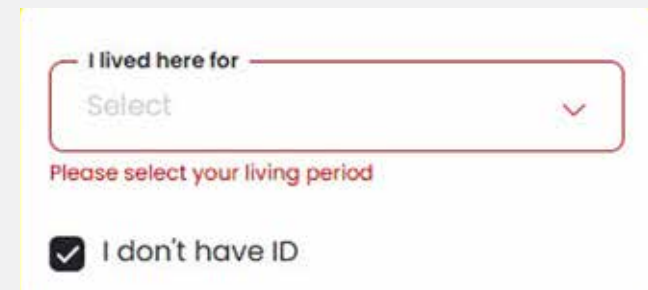 I lived here for
Select
Please select your living period
I don't have ID